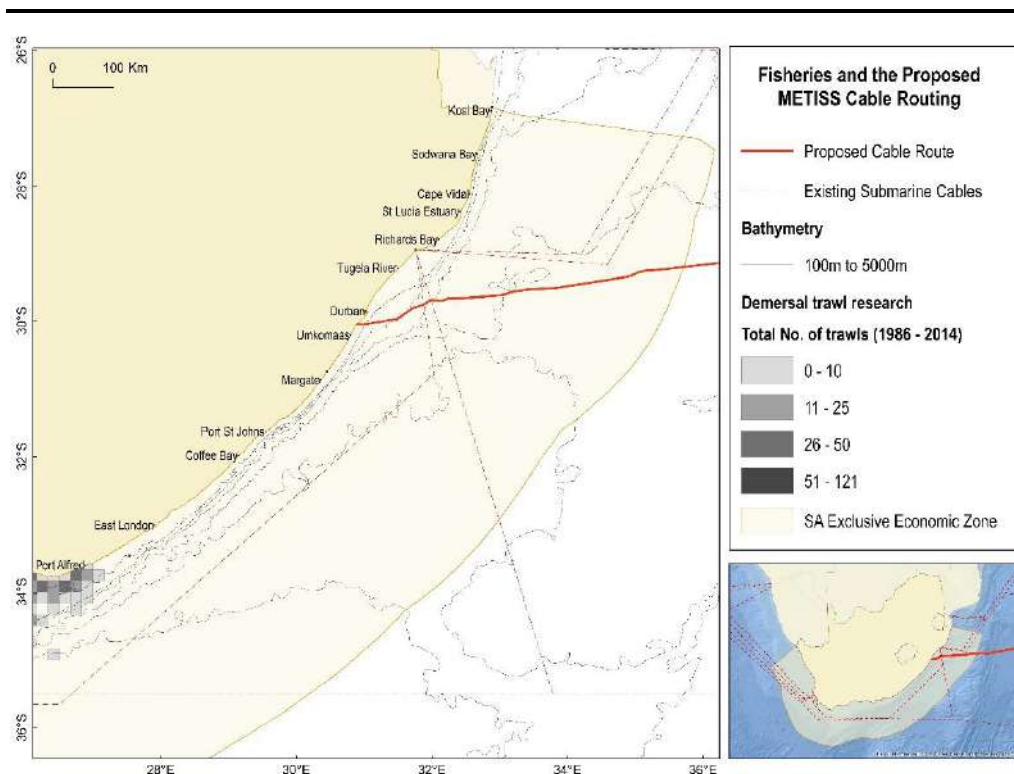 26°S
28°S
30°S
32°S
34°S
36°S
0 100 Km
Kosi Bay
Sodwana Bay
Cape Vidal
St Lucia Estuary
Richards Bay
Tugela River
Durban
Umkomaas
Margate
Port St Johns
Coffee Bay
East London
Port Alfred
28°E 30°E 32°E 34°E 36°E
Fisheries and the Proposed
METISS Cable Routing
Proposed Cable Route
Existing Submarine Cables
Bathymetry
100m to 5000m
Demersal trawl research
Total No. of trawls (1986 - 2014)
0 - 10
11 - 25
26 - 50
51 - 121
SA Exclusive Economic Zone